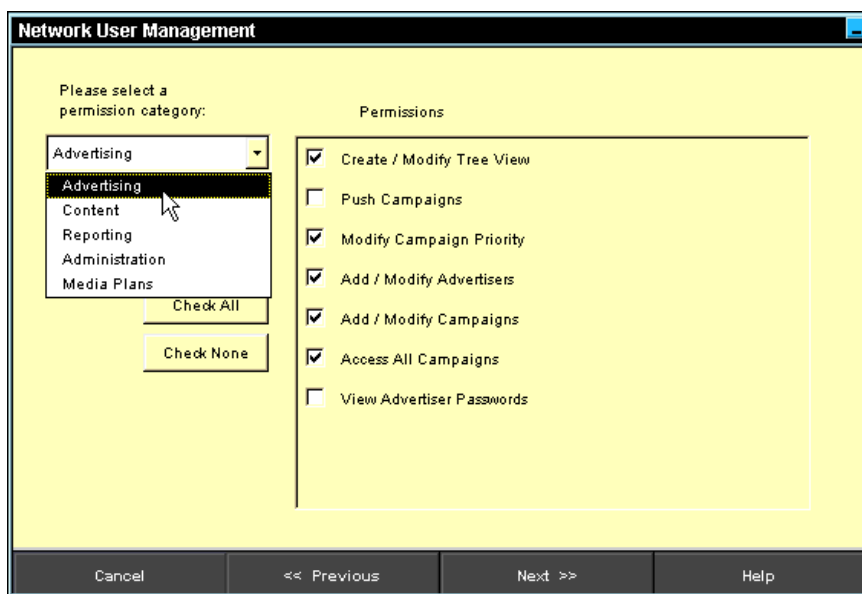 Network User Management
Please select a
permission category:
Permissions
Advertising
Advertising
Content
Reporting
Administration
Media Plans
Check All
Check None
Create / Modify Tree View
Push Campaigns
Modify Campaign Priority
Add / Modify Advertisers
Add / Modify Campaigns
Access All Campaigns
View Advertiser Passwords
Cancel
<< Previous
Next >>
Help